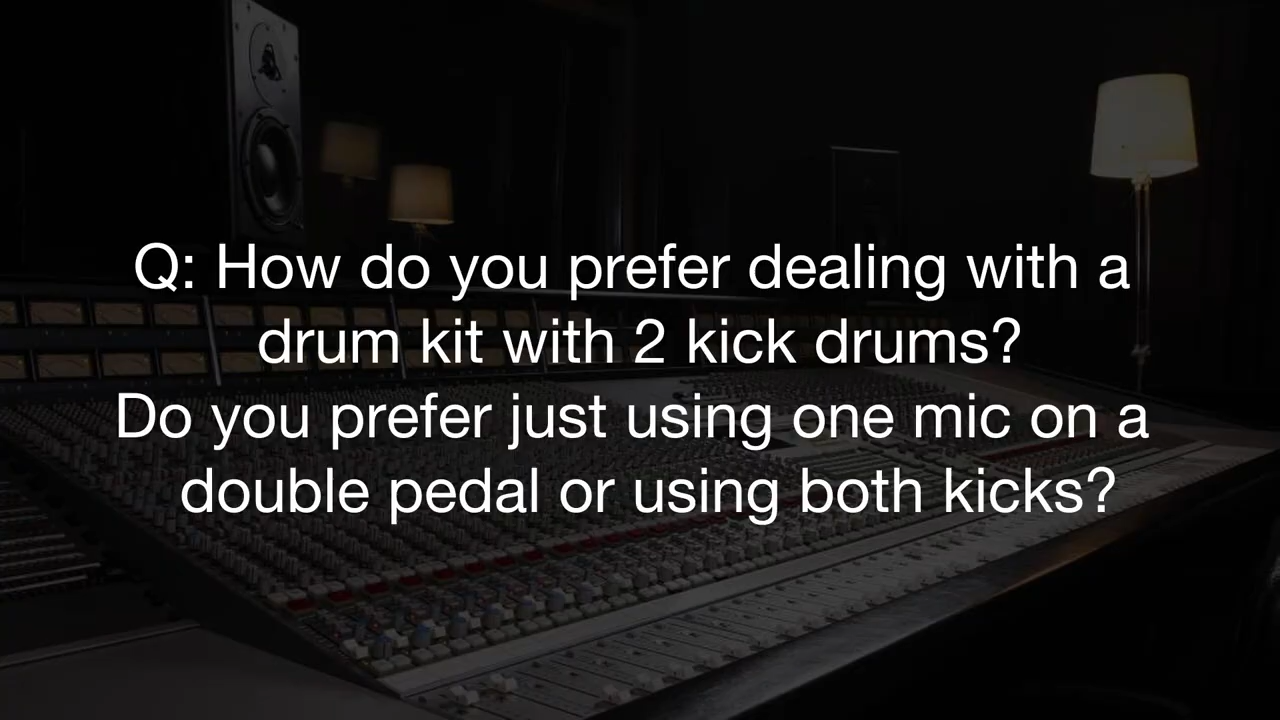 Q: How do you prefer dealing with a
drum kit with 2 kick drums?
Do you prefer just using one mic on a
double pedal or using both kicks?